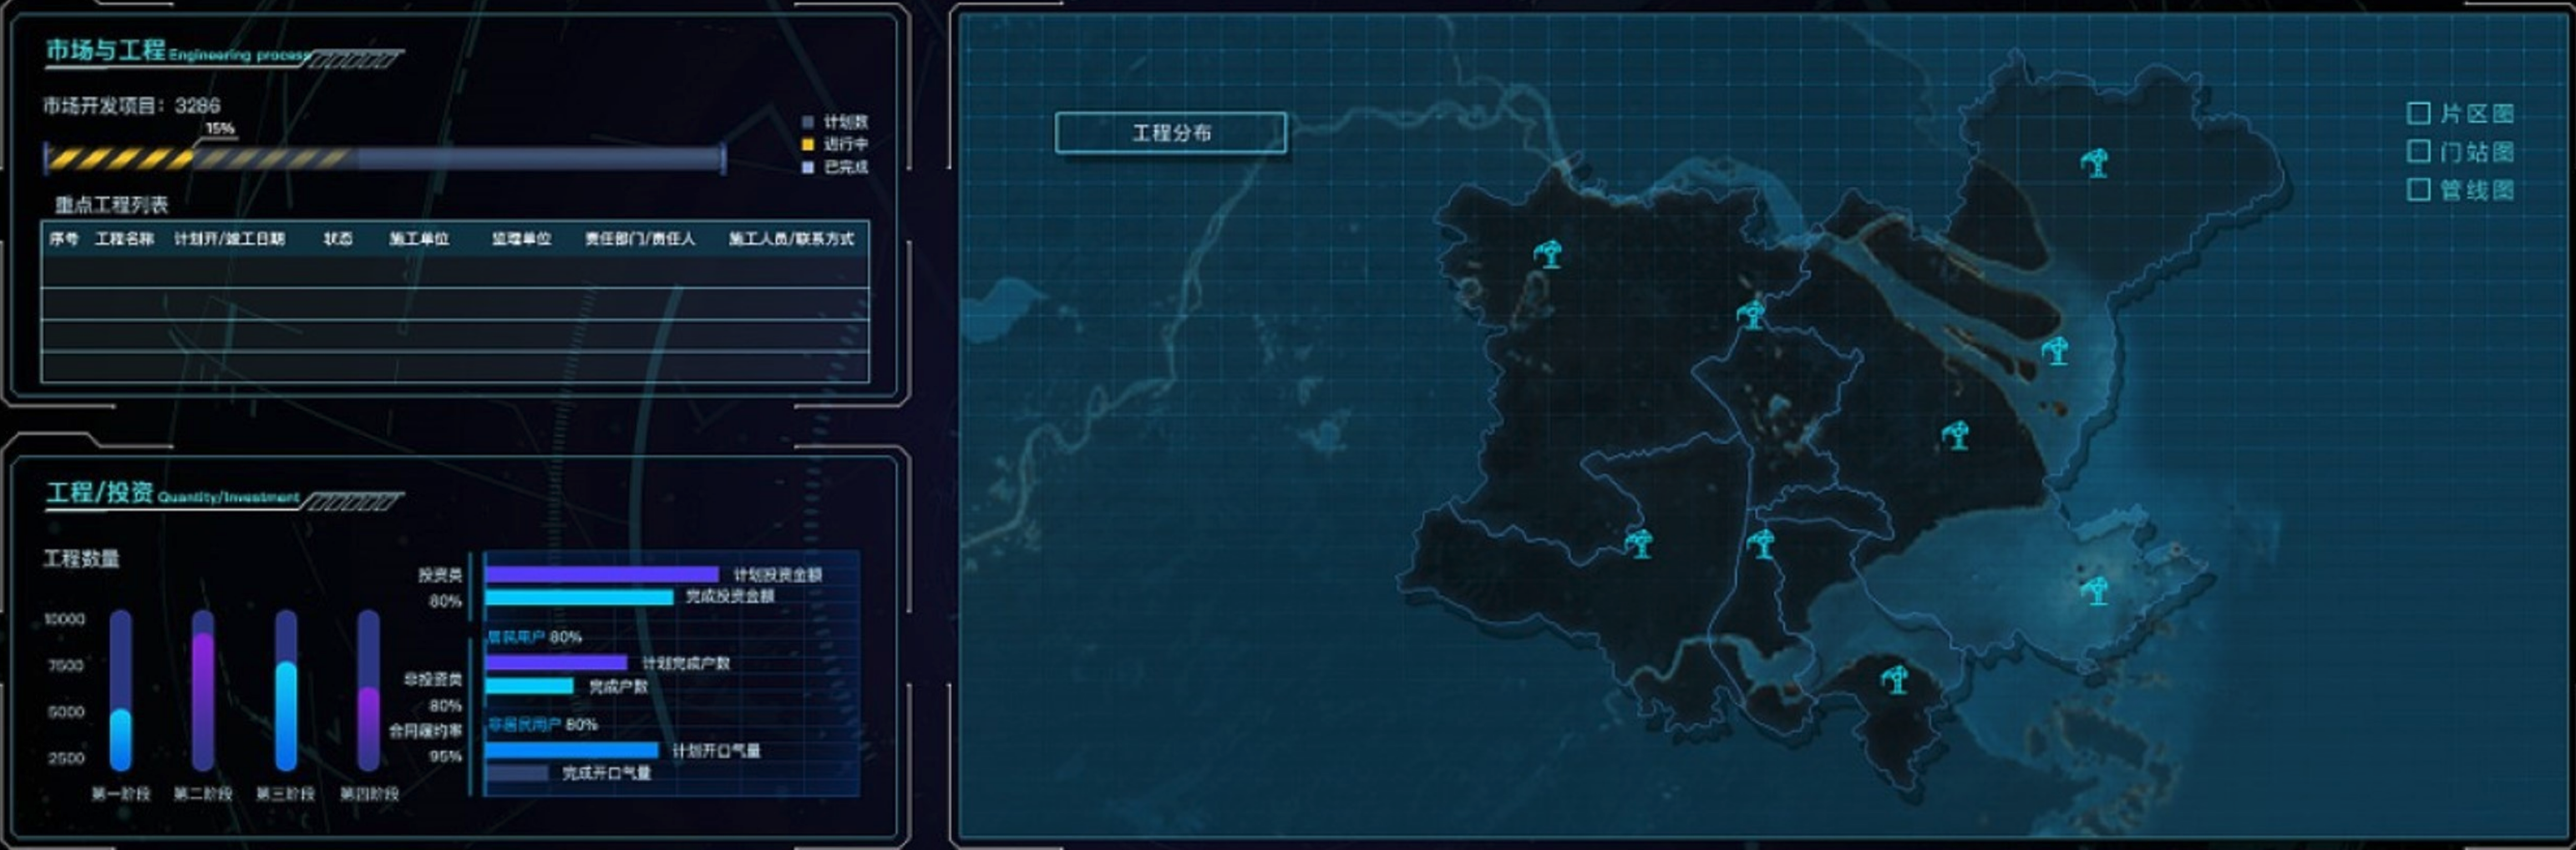 市场与工程 Engineering process
市场开发项目：3286
15%
计划数
进行中
已完成
重点工程列表
序号 工程名称 计划开/竣工日期 状态 施工单位 监理单位 责任部门/责任人 施工人员/联系方式
工程/投资 Quantity/Investment
工程数量
10000
7500
5000
2500
第一阶段 第二阶段 第三阶段 第四阶段
投资类
80%
计划投资金额
完成投资金额
居民用户 80%
计划完成户数
完成户数
非投资类
80%
合同履约率
95%
非居民用户 80%
计划开口气量
完成开口气量
工程分布
片区图
门站图
管线图